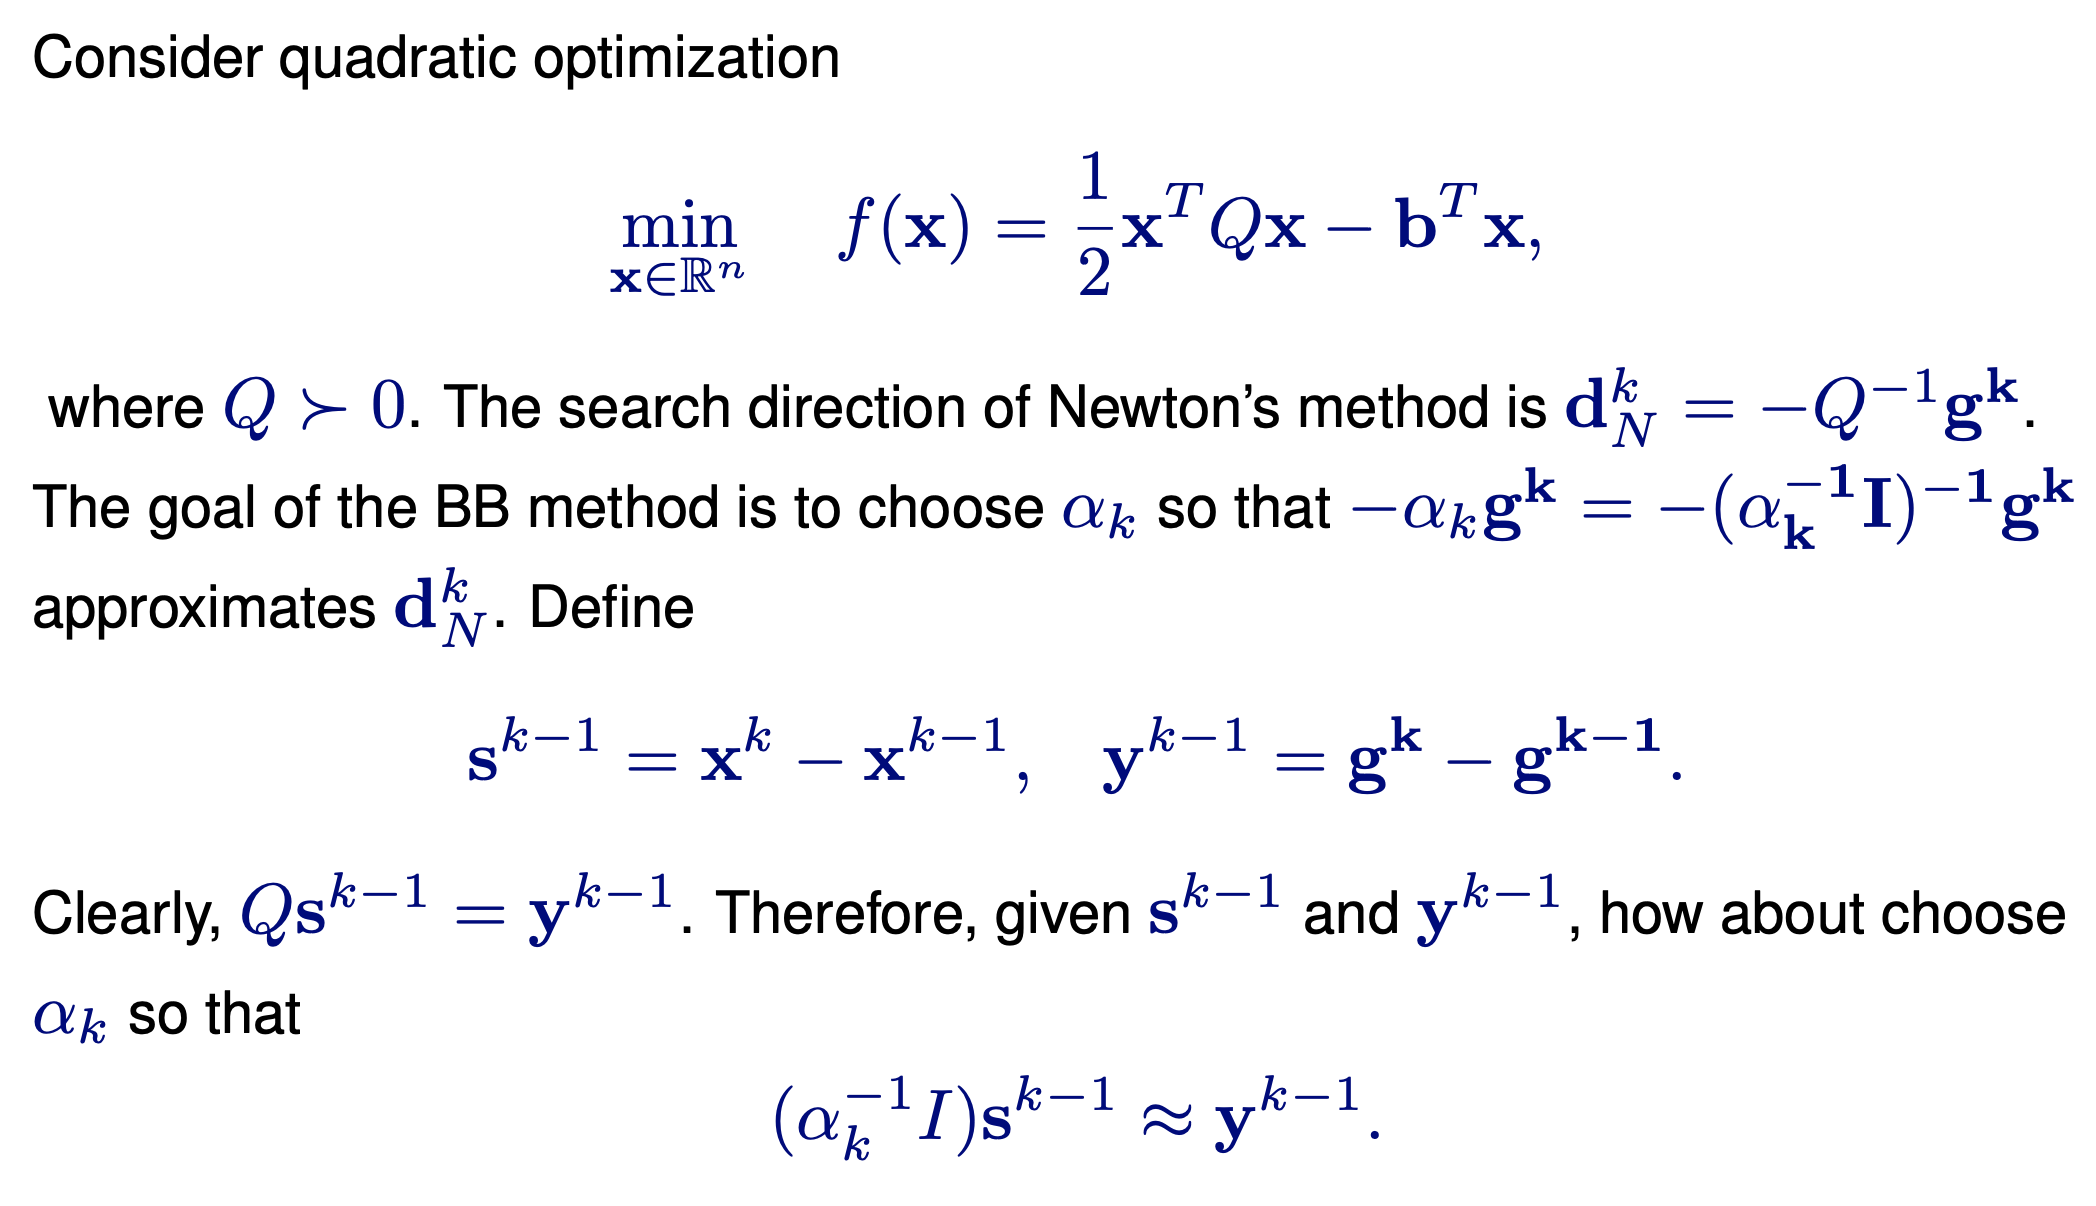 Consider quadratic optimization
$$\min_{\mathbf{x}\in\mathbb{R}^n} \quad f(\mathbf{x}) = \frac{1}{2}\mathbf{x}^T Q\mathbf{x} - \mathbf{b}^T\mathbf{x},$$
where $Q \succ 0$. The search direction of Newton's method is $\mathbf{d}_N^k = -Q^{-1}\mathbf{g^k}$.
The goal of the BB method is to choose $\alpha_k$ so that $-\alpha_k\mathbf{g^k} = -(\alpha_{\mathbf{k}}^{-\mathbf{1}}\mathbf{I})^{-\mathbf{1}}\mathbf{g^k}$
approximates $\mathbf{d}_N^k$. Define
$$\mathbf{s}^{k-1} = \mathbf{x}^k - \mathbf{x}^{k-1}, \quad \mathbf{y}^{k-1} = \mathbf{g^k} - \mathbf{g^{k-1}}.$$
Clearly, $Q\mathbf{s}^{k-1} = \mathbf{y}^{k-1}$. Therefore, given $\mathbf{s}^{k-1}$ and $\mathbf{y}^{k-1}$, how about choose
$\alpha_k$ so that
$$(\alpha_k^{-1}I)\mathbf{s}^{k-1} \approx \mathbf{y}^{k-1}.$$